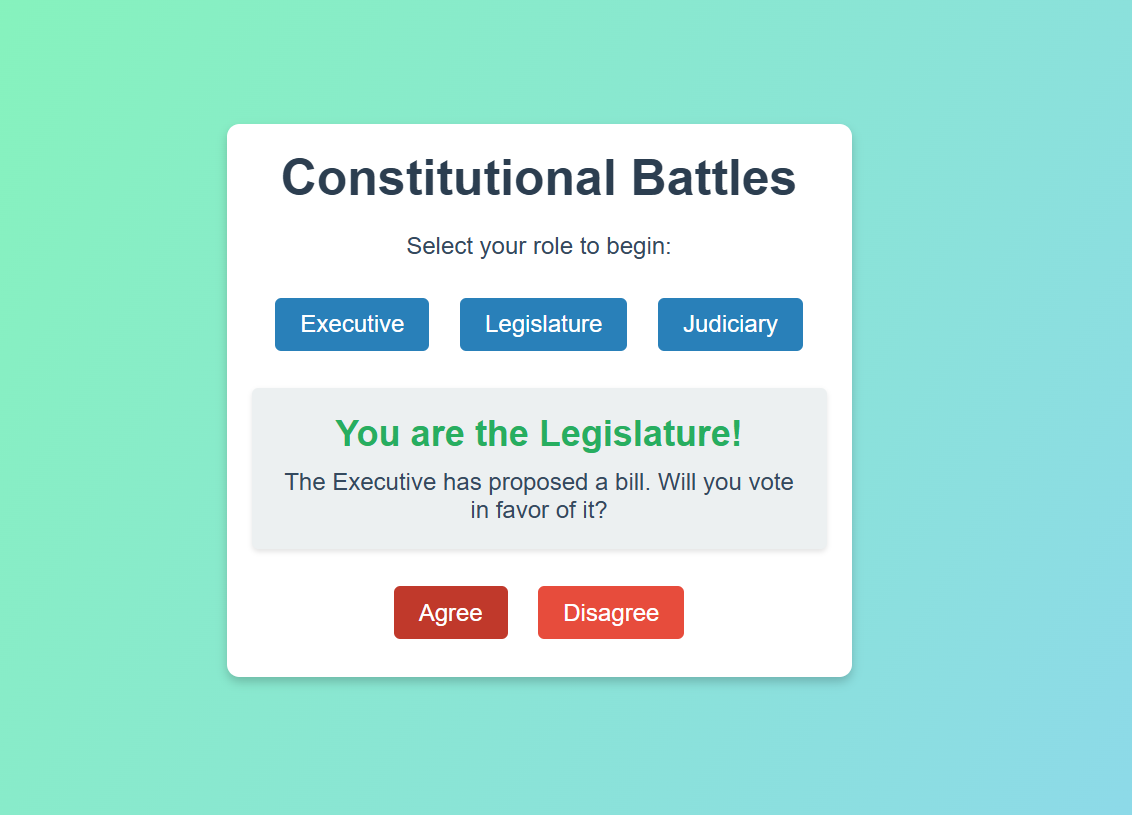 Constitutional Battles
Select your role to begin:
Executive Legislature Judiciary
You are the Legislature!
The Executive has proposed a bill. Will you vote
in favor of it?
Agree Disagree